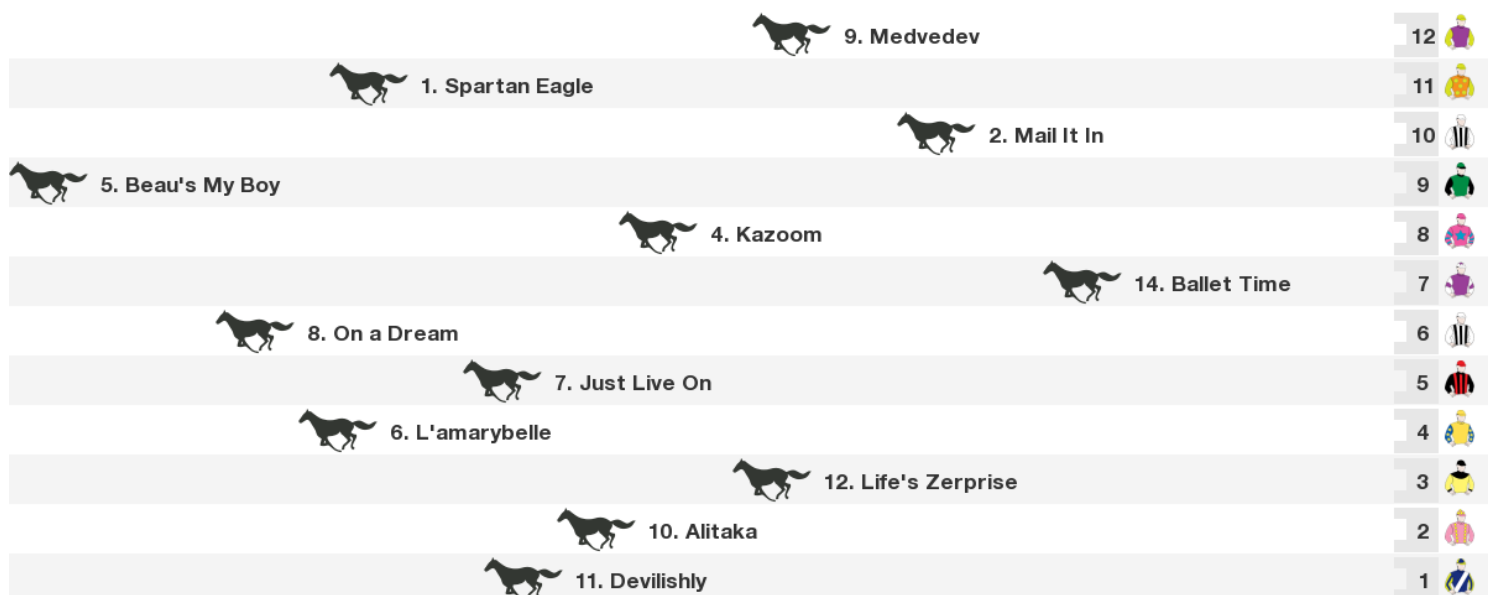 9. Medvedev 12
1. Spartan Eagle 11
2. Mail It In 10
5. Beau's My Boy 9
4. Kazoom 8
14. Ballet Time 7
8. On a Dream 6
7. Just Live On 5
6. L'amarybelle 4
12. Life's Zerprise 3
10. Alitaka 2
11. Devilishly 1